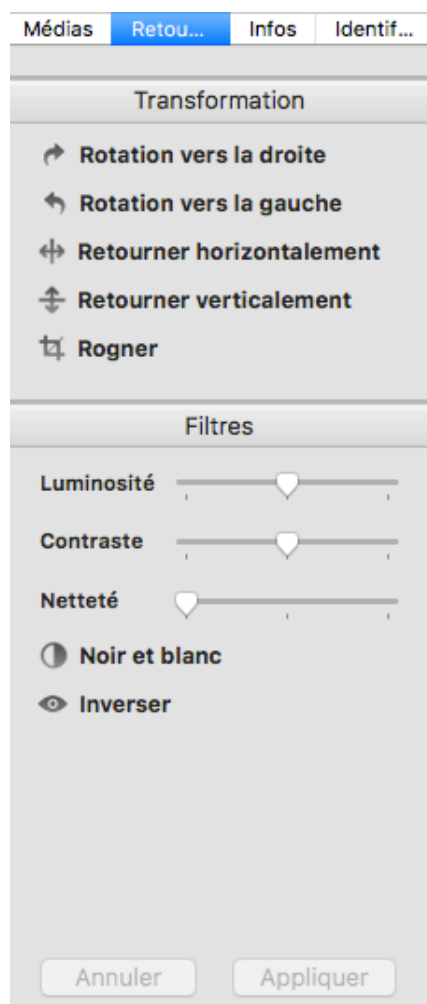 Médias Retou... Infos Identif...
Transformation
Rotation vers la droite
Rotation vers la gauche
Retourner horizontalement
Retourner verticalement
Rogner
Filtres
Luminosité
Contraste
Netteté
Noir et blanc
Inverser
Annuler Appliquer